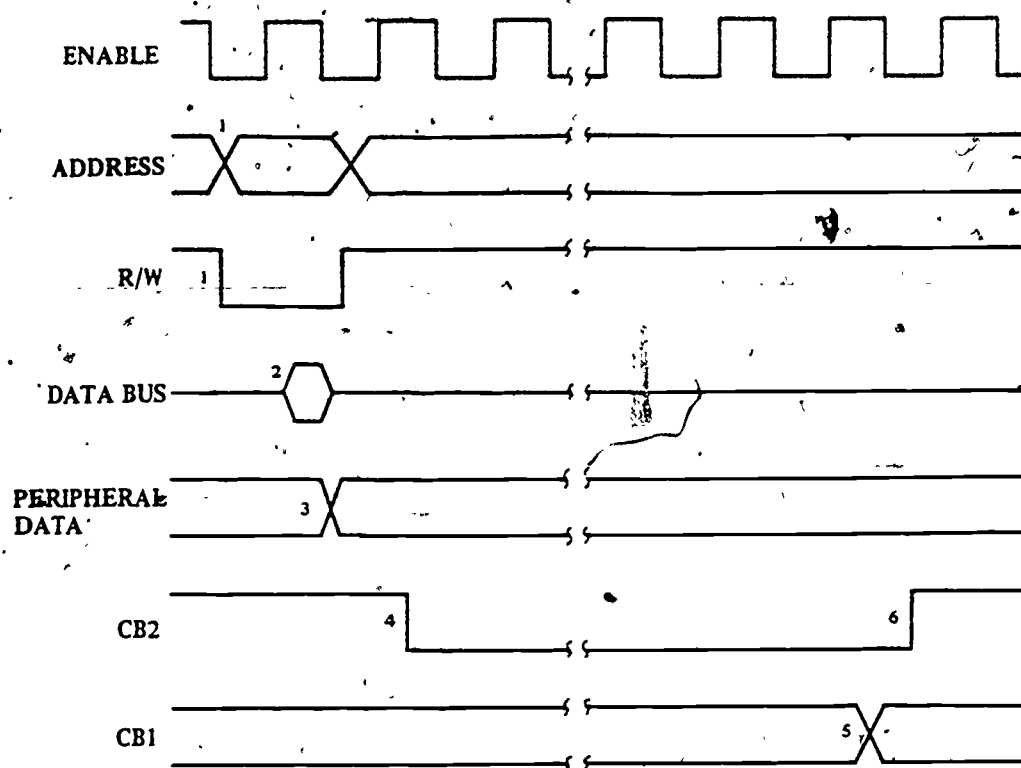 ENABLE
1
ADDRESS
R/W
1
2
DATA BUS
PERIPHERAL
DATA
3
4
6
CB2
5
CB1